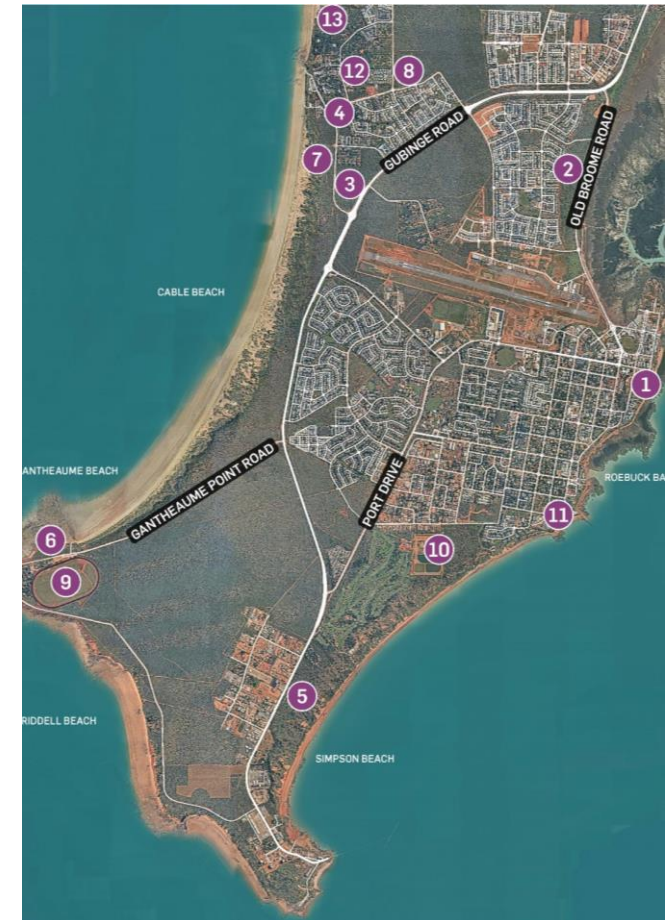 13
12
8
4
GUBINGE ROAD
7
3
2
OLD BROOME ROAD
CABLE BEACH
1
ANTHEAUME BEACH
GANTHEAUME POINT ROAD
PORT DRIVE
ROEBUCK BA
11
6
10
9
5
RIDDELL BEACH
SIMPSON BEACH